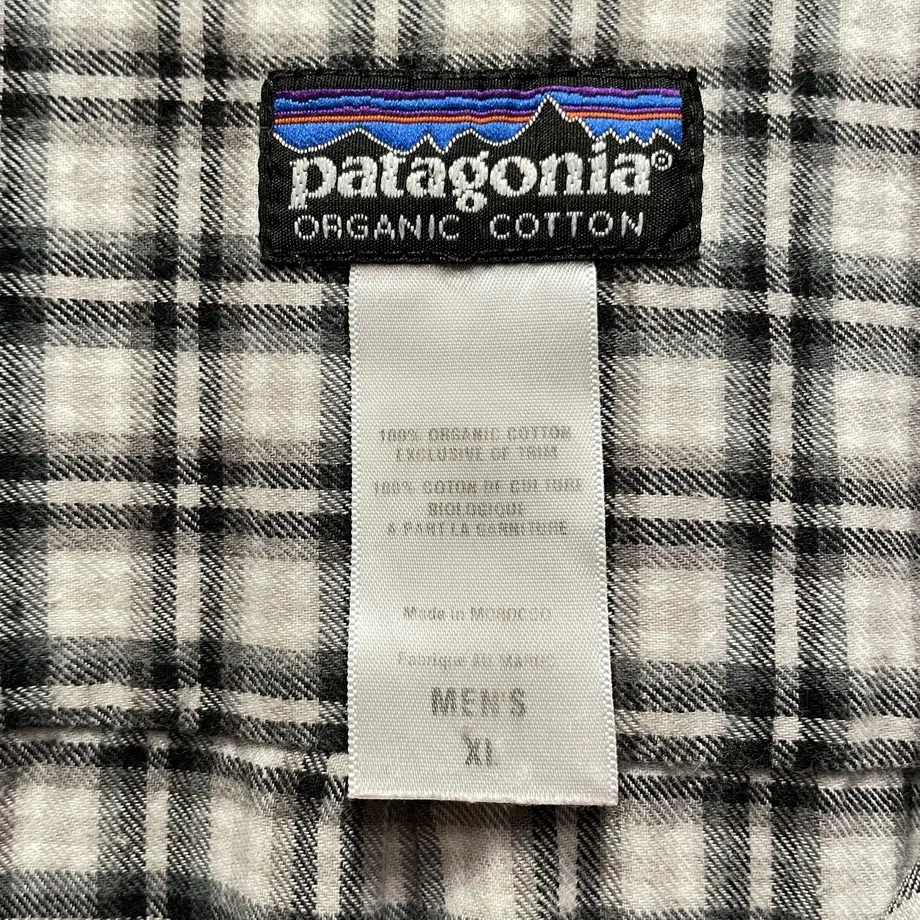 patagonia®
ORGANIC COTTON
100% ORGANIC COTTON
EXCLUSIVE OF TRIM
100% COTON DE CULTURE
BIOLOGIQUE
A PART LA GARNITURE
Made in MOROCCO
Fabriqué AU MAROC
MEN'S
XL